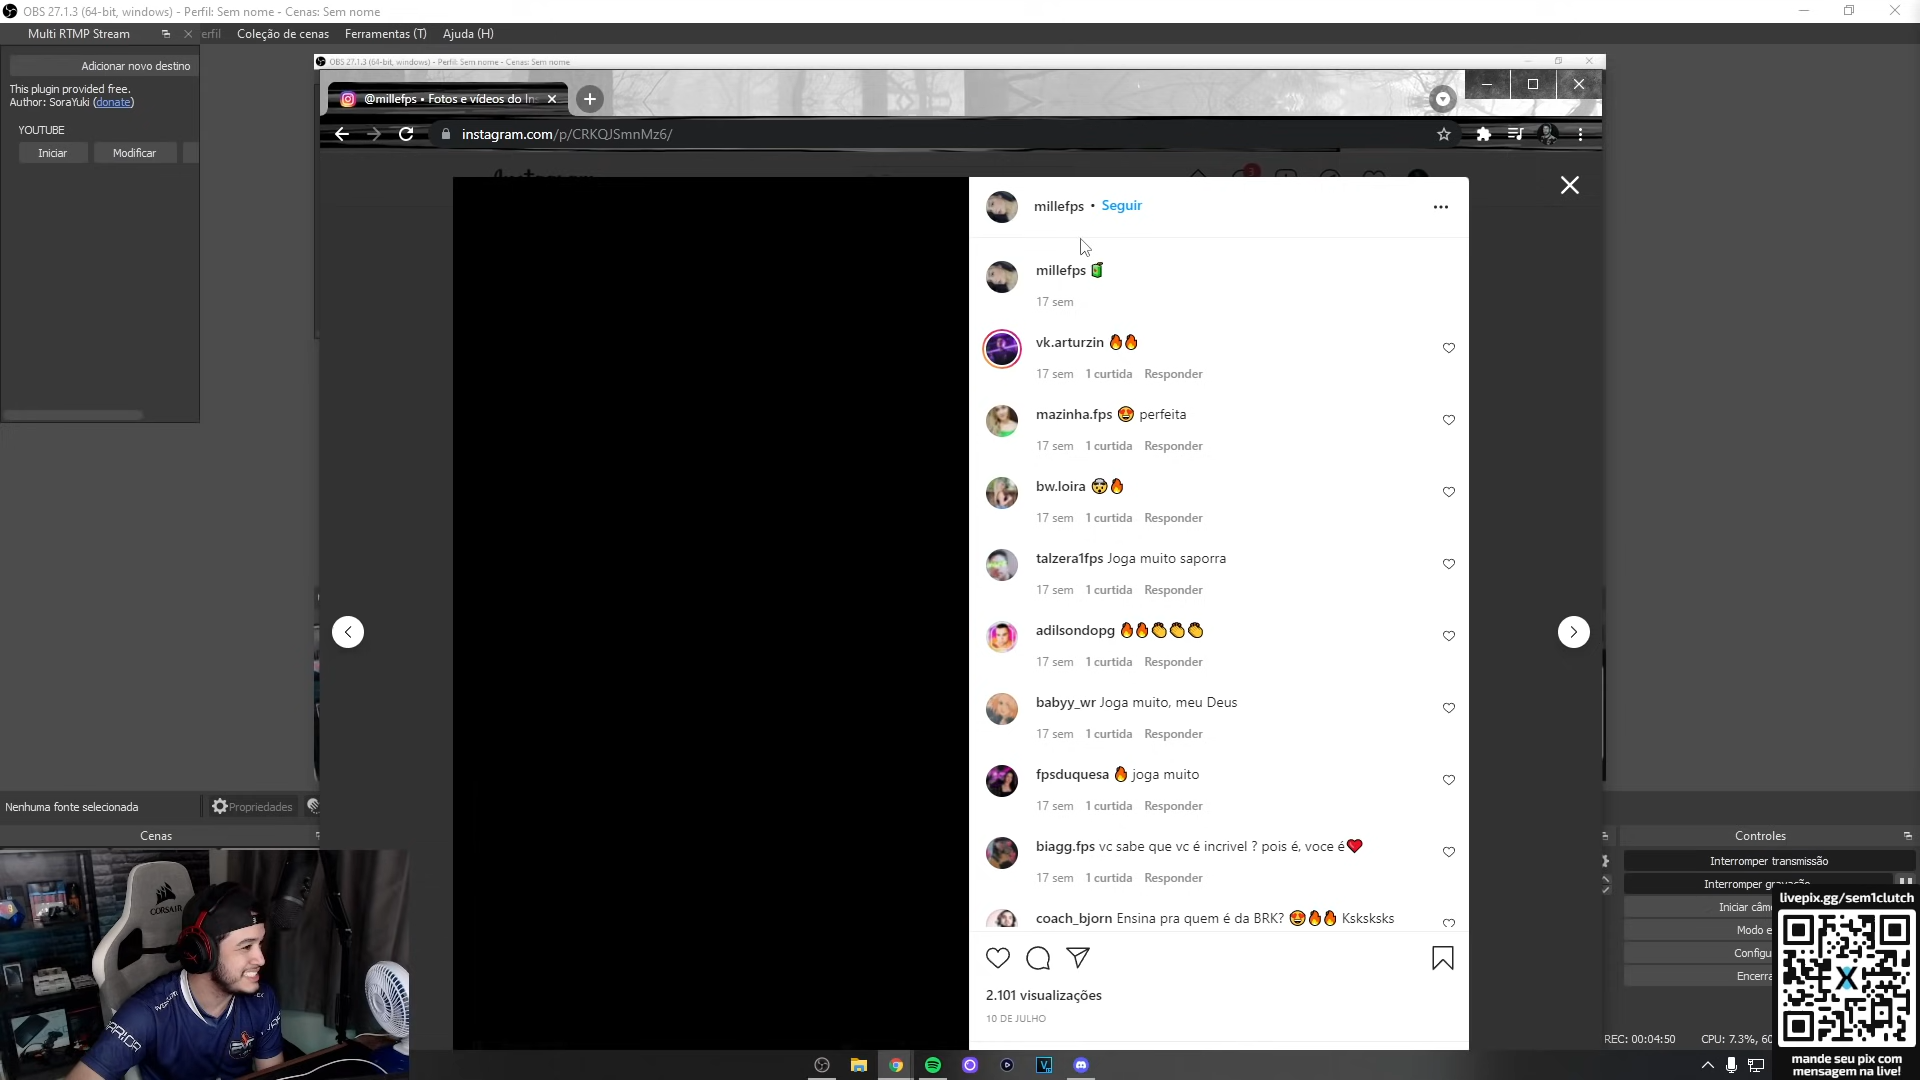 OBS 27.1.3 (64-bit, windows) - Perfil: Sem nome - Cenas: Sem nome
Multi RTMP Stream
erfil
Coleção de cenas
Ferramentas (T)
Ajuda (H)
Adicionar novo destino
This plugin provided free.
Author: SoraYuki (donate)
YOUTUBE
Iniciar
Modificar
OBS 27.1.3 (64-bit, windows) - Perfil: Sem nome - Cenas: Sem nome
@millefps • Fotos e vídeos do In
instagram.com/p/CRKQJSmnMz6/
3
millefps • Seguir
millefps
17 sem
vk.arturzin 🔥🔥
17 sem 1 curtida Responder
mazinha.fps 😍 perfeita
17 sem 1 curtida Responder
bw.loira 🤯🔥
17 sem 1 curtida Responder
talzera1fps Joga muito saporra
17 sem 1 curtida Responder
adilsondopg 🔥🔥👏👏👏
17 sem 1 curtida Responder
babyy_wr Joga muito, meu Deus
17 sem 1 curtida Responder
fpsduquesa 🔥 joga muito
17 sem 1 curtida Responder
biagg.fps vc sabe que vc é incrivel ? pois é, voce é❤️
17 sem 1 curtida Responder
coach_bjorn Ensina pra quem é da BRK? 😍🔥🔥 Ksksksks
2.101 visualizações
10 DE JULHO
Nenhuma fonte selecionada
Propriedades
Cenas
CORSAIR
Controles
Interromper transmissão
Interromper gravação
Iniciar câm
Modo e
Configu
Encerra
livepix.gg/sem1clutch
mande seu pix com
mensagem na live!
REC: 00:04:50
CPU: 7.3%, 60